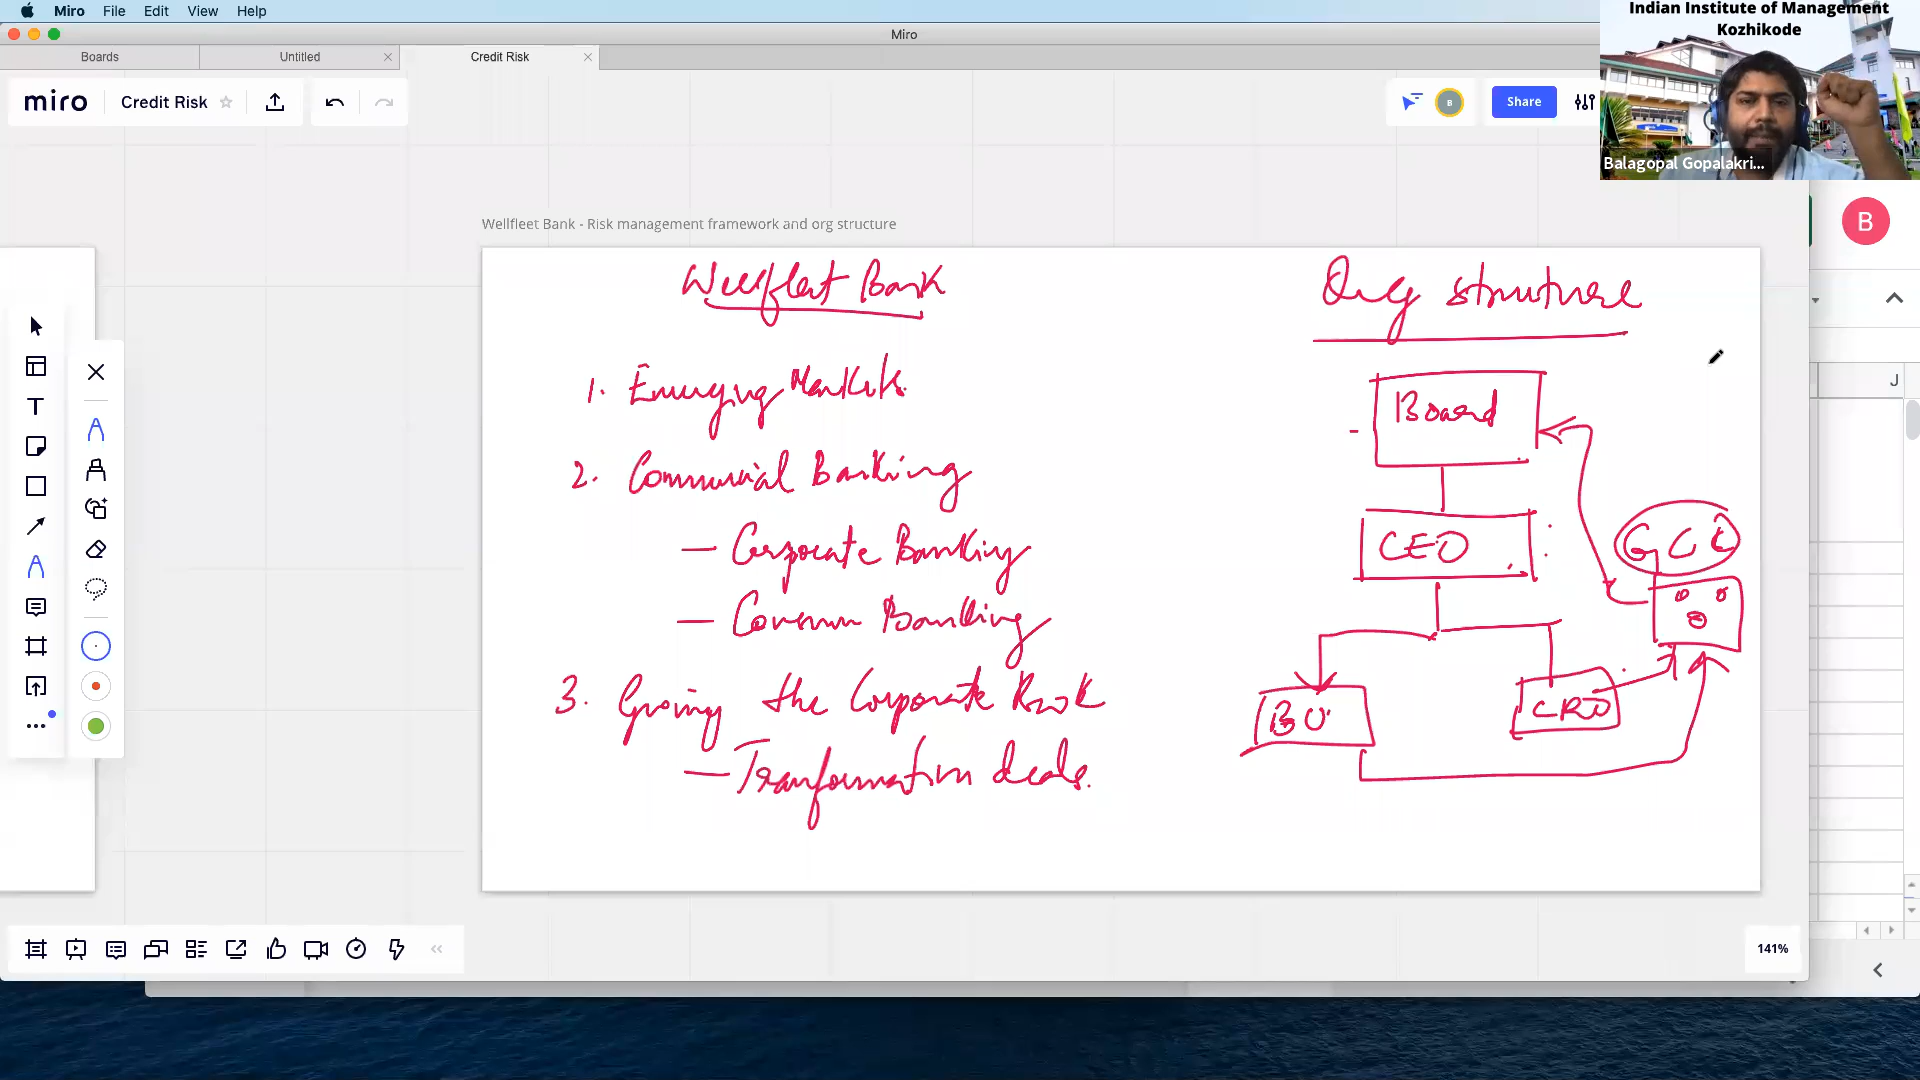 Miro File Edit View Help
Miro
Boards Untitled Credit Risk
miro Credit Risk B Share
Indian Institute of Management
Kozhikode
Balagopal Gopalakri...
B
J
T
Wellfleet Bank - Risk management framework and org structure
Wellfleet Bank
1. Emerging Markets.
2. Commercial Banking
— Corporate Banking
— Consumer Banking
3. Growing the Corporate Book
— Transformation deals.
Org structure
Board
CEO
GCC
BU
CRO
141%